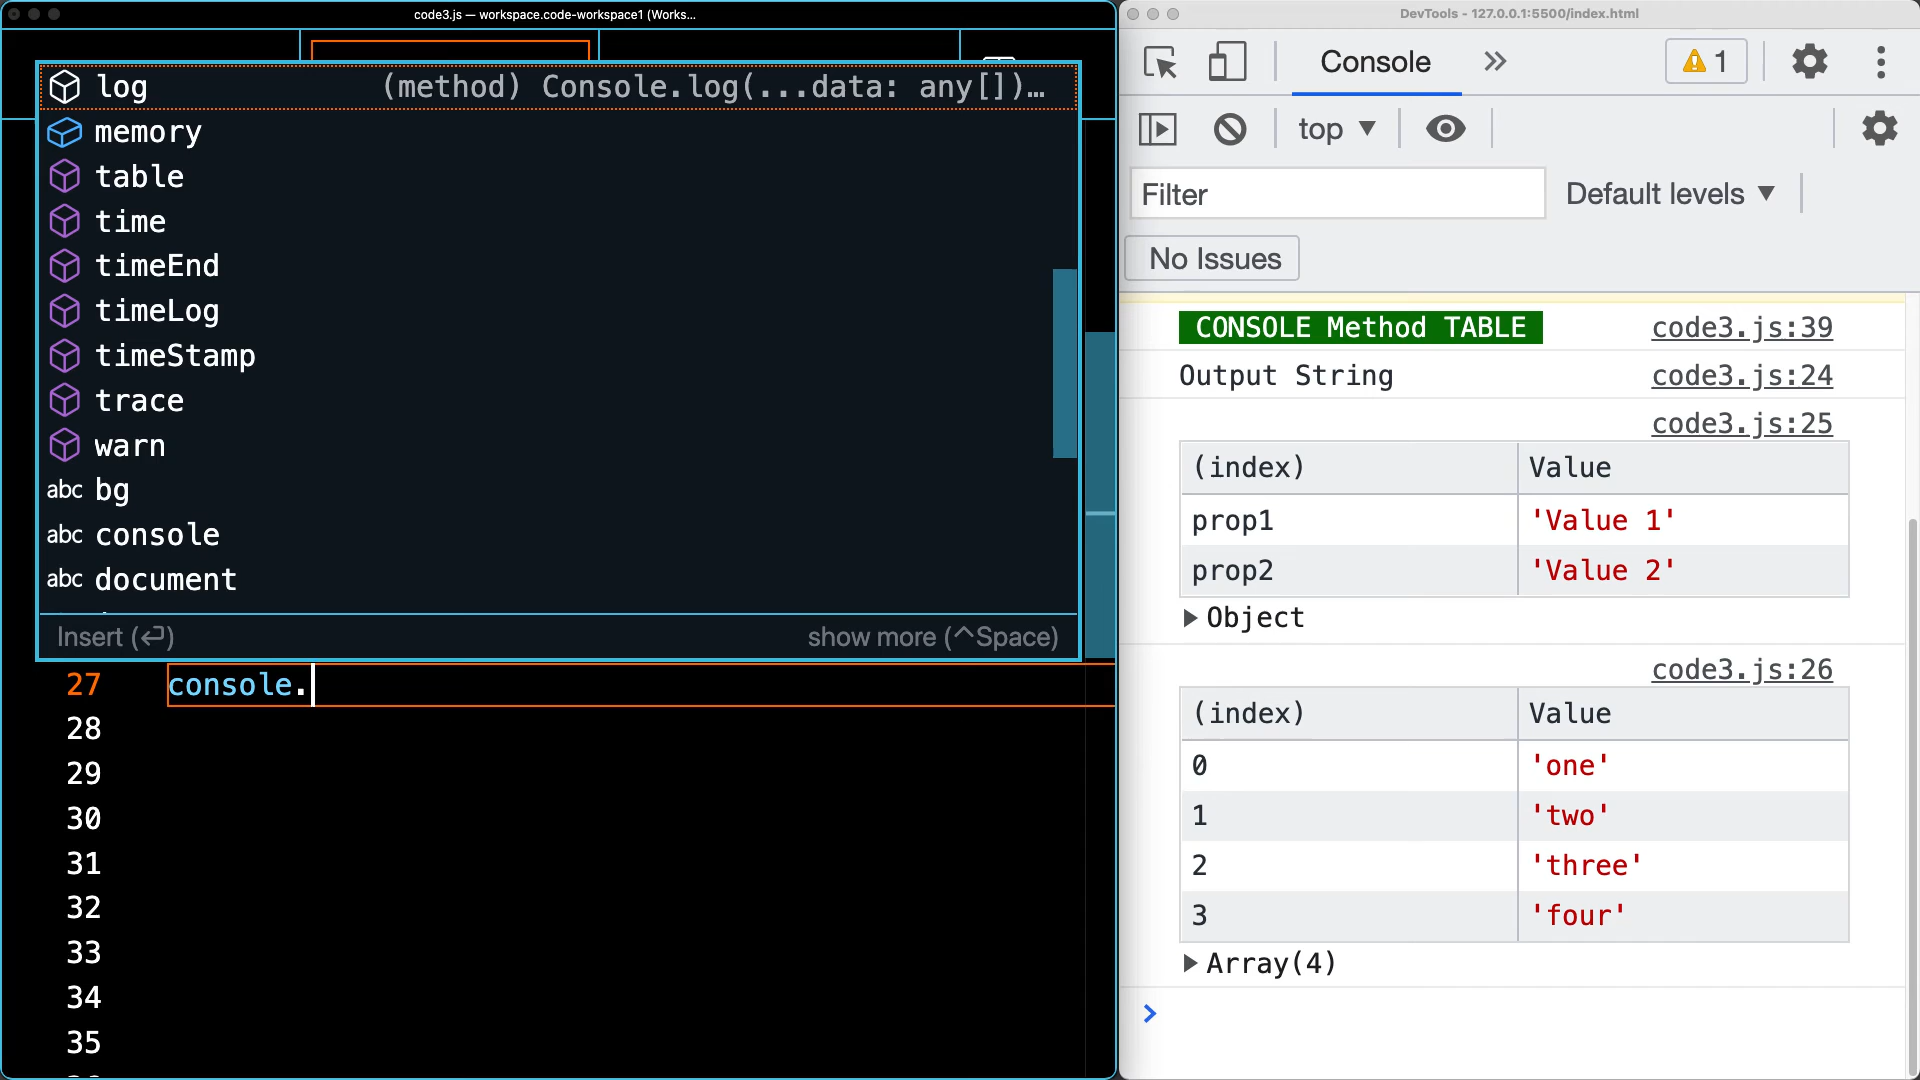 code3.js — workspace.code-workspace1 (Works...
log (method) Console.log(...data: any[])…
memory
table
time
timeEnd
timeLog
timeStamp
trace
warn
abc bg
abc console
abc document
Insert (↩) show more (^Space)
27 console.
28
29
30
31
32
33
34
35
DevTools - 127.0.0.1:5500/index.html
Console » 1
top ▼
Filter Default levels ▼
No Issues
CONSOLE Method TABLE code3.js:39
Output String code3.js:24
code3.js:25
(index) Value
prop1 'Value 1'
prop2 'Value 2'
▶ Object
code3.js:26
(index) Value
0 'one'
1 'two'
2 'three'
3 'four'
▶ Array(4)
>